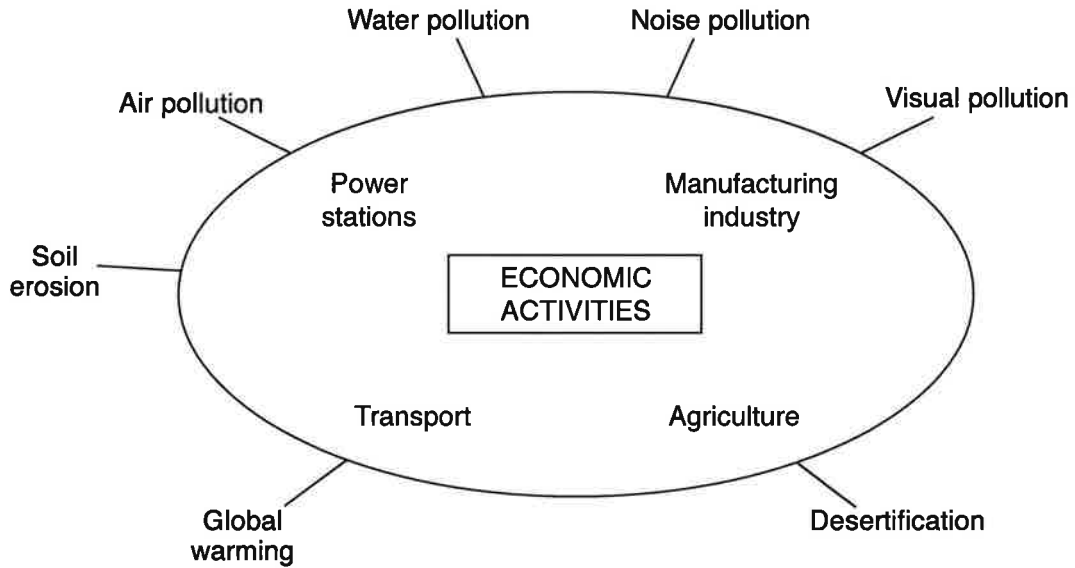 Water pollution
Noise pollution
Air pollution
Visual pollution
Power
stations
Manufacturing
industry
Soil
erosion
ECONOMIC
ACTIVITIES
Transport
Agriculture
Global
warming
Desertification